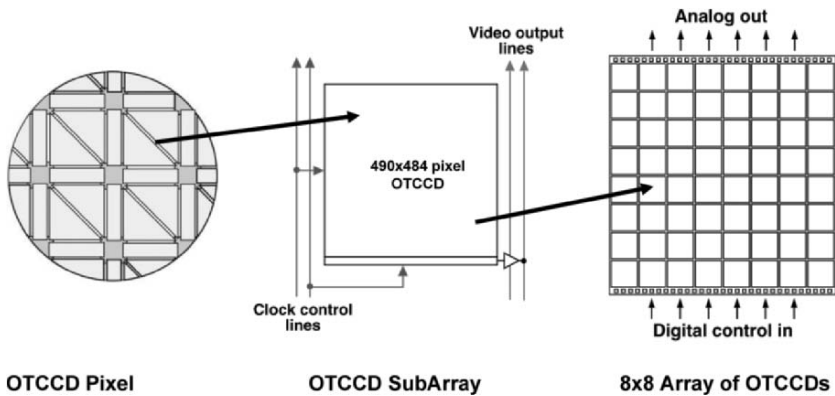 Analog out
Video output
lines
490x484 pixel
OTCCD
Clock control
lines
Digital control in
OTCCD Pixel
OTCCD SubArray
8x8 Array of OTCCDs